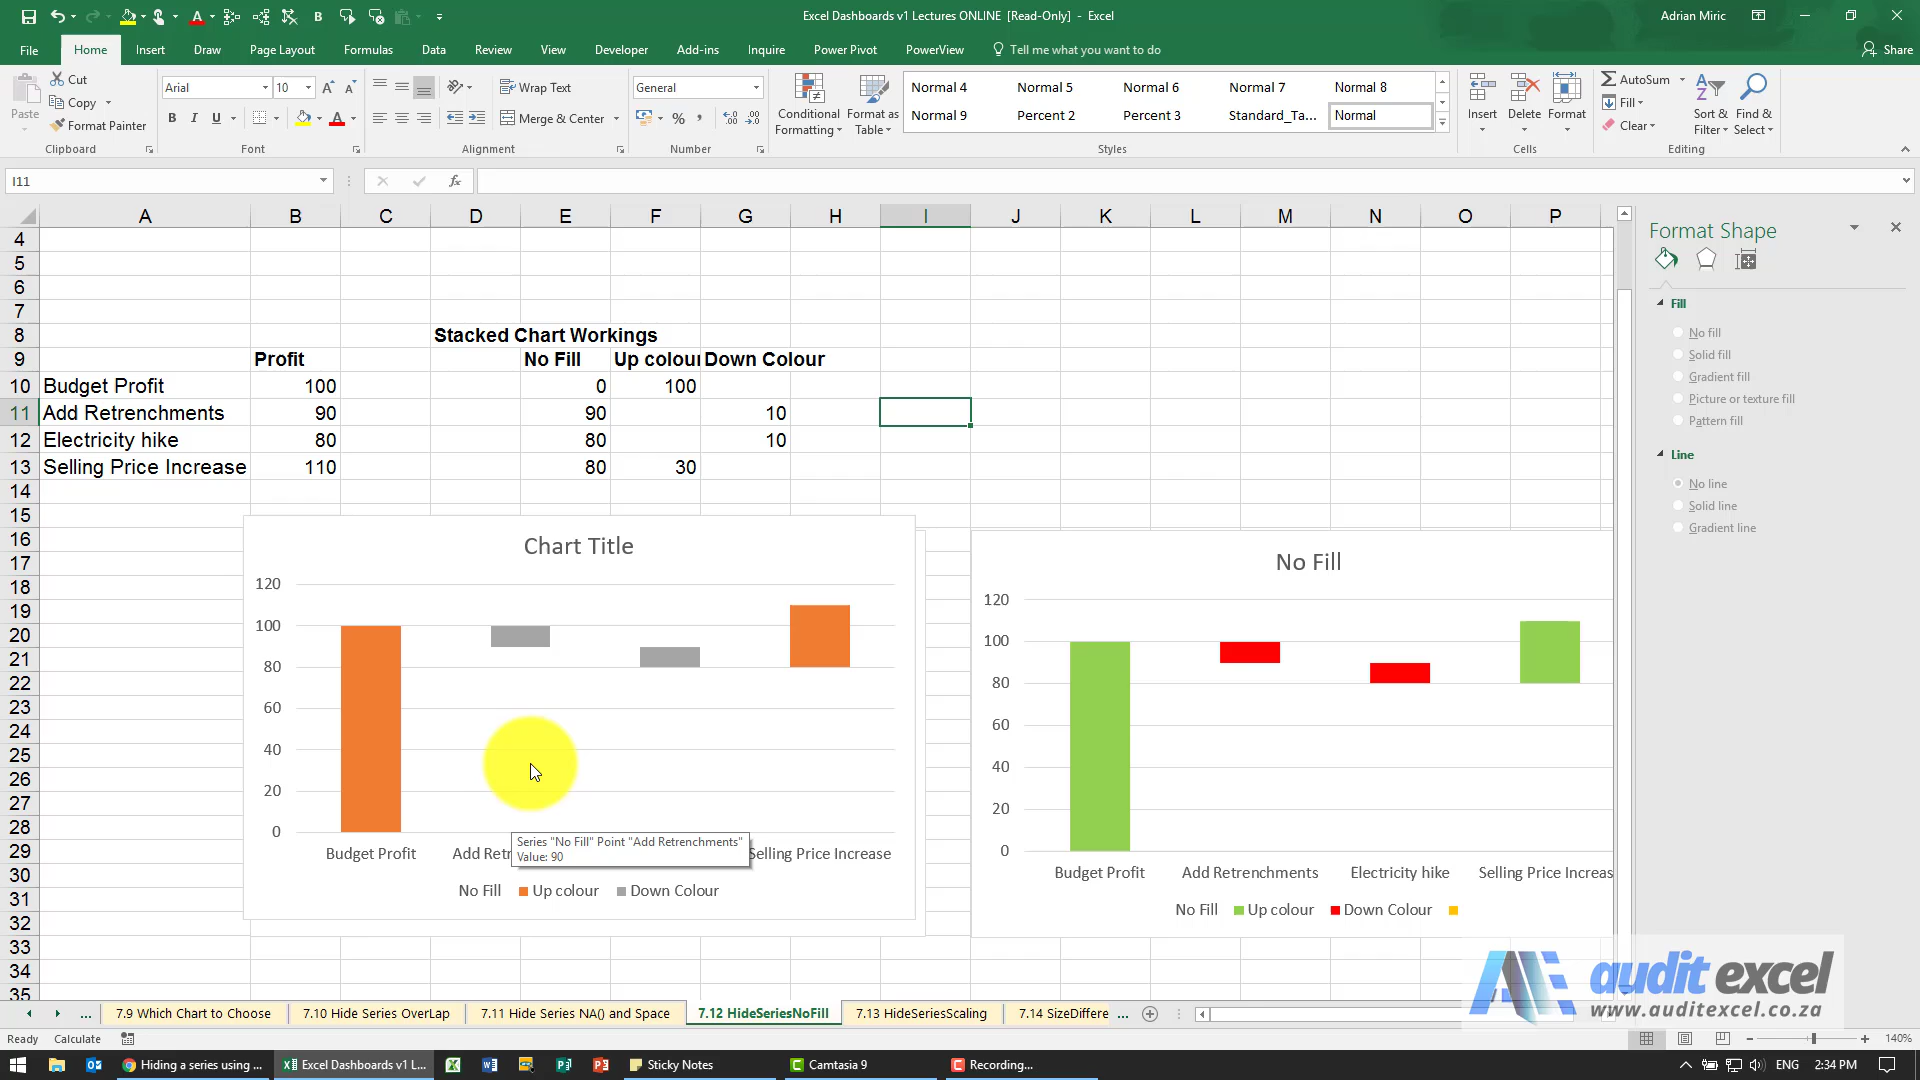 Excel Dashboards v1 Lectures ONLINE [Read-Only] - Excel
Adrian Miric
File Home Insert Draw Page Layout Formulas Data Review View Developer Add-ins Inquire Power Pivot PowerView Tell me what you want to do Share
Paste
Cut
Copy
Format Painter
Clipboard
Arial 10
B I U
Font
Wrap Text
Merge & Center
Alignment
General
%
Number
Conditional Formatting
Format as Table
Normal 4 Normal 5 Normal 6 Normal 7 Normal 8
Normal 9 Percent 2 Percent 3 Standard_Ta... Normal
Styles
Insert Delete Format
Cells
AutoSum
Fill
Clear
Sort & Filter
Find & Select
Editing
I11
fx
A B C D E F G H I J K L M N O P
4
5
6
7
8 Stacked Chart Workings
9 Profit No Fill Up colour Down Colour
10 Budget Profit 100 0 100
11 Add Retrenchments 90 90 10
12 Electricity hike 80 80 10
13 Selling Price Increase 110 80 30
14
15
16
17
18
19
20
21
22
23
24
25
26
27
28
29
30
31
32
33
34
35
Chart Title
120
100
80
60
40
20
0
Budget Profit Add Retr Selling Price Increase
Series "No Fill" Point "Add Retrenchments"
Value: 90
No Fill Up colour Down Colour
No Fill
120
100
80
60
40
20
0
Budget Profit Add Retrenchments Electricity hike Selling Price Increas
No Fill Up colour Down Colour
Format Shape
Fill
No fill
Solid fill
Gradient fill
Picture or texture fill
Pattern fill
Line
No line
Solid line
Gradient line
audit excel
www.auditexcel.co.za
... 7.9 Which Chart to Choose 7.10 Hide Series OverLap 7.11 Hide Series NA() and Space 7.12 HideSeriesNoFill 7.13 HideSeriesScaling 7.14 SizeDiffere ...
Ready Calculate 140%
Hiding a series using ... Excel Dashboards v1 L... Sticky Notes Camtasia 9 Recording... ENG 2:34 PM